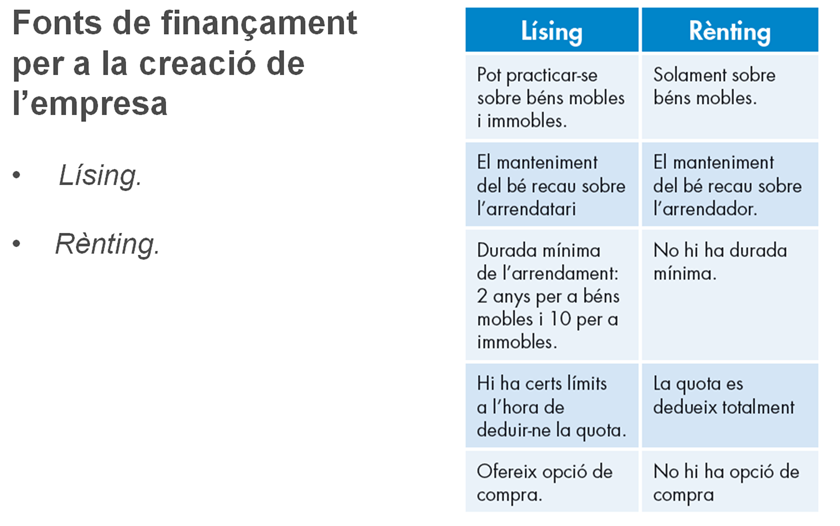 Fonts de finançament
per a la creació de
l’empresa
• Lísing.
• Rènting.
Lísing
Rènting
Pot practicar-se
sobre béns mobles
i immobles.
Solament sobre
béns mobles.
El manteniment
del bé recau sobre
l’arrendatari
El manteniment
del bé recau sobre
l’arrendador.
Durada mínima
de l’arrendament:
2 anys per a béns
mobles i 10 per a
immobles.
No hi ha durada
mínima.
Hi ha certs límits
a l’hora de
deduir-ne la quota.
La quota es
dedueix totalment
Ofereix opció de
compra.
No hi ha opció de
compra